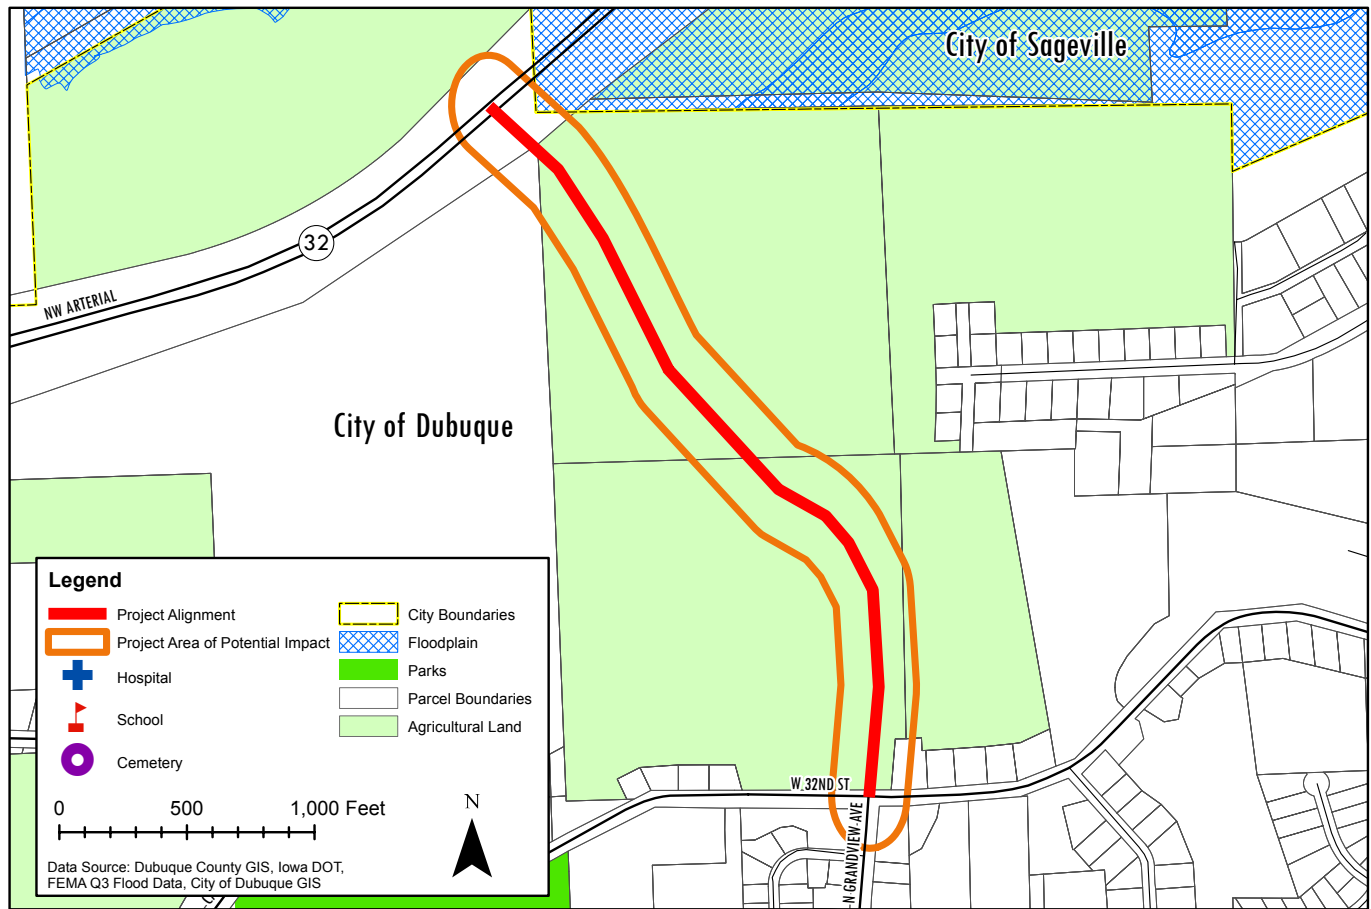 City of Sageville
32
NW ARTERIAL
City of Dubuque
W 32ND ST
N GRANDVIEW AVE
Legend
Project Alignment
Project Area of Potential Impact
Hospital
School
Cemetery
City Boundaries
Floodplain
Parks
Parcel Boundaries
Agricultural Land
0 500 1,000 Feet
N
Data Source: Dubuque County GIS, Iowa DOT,
FEMA Q3 Flood Data, City of Dubuque GIS